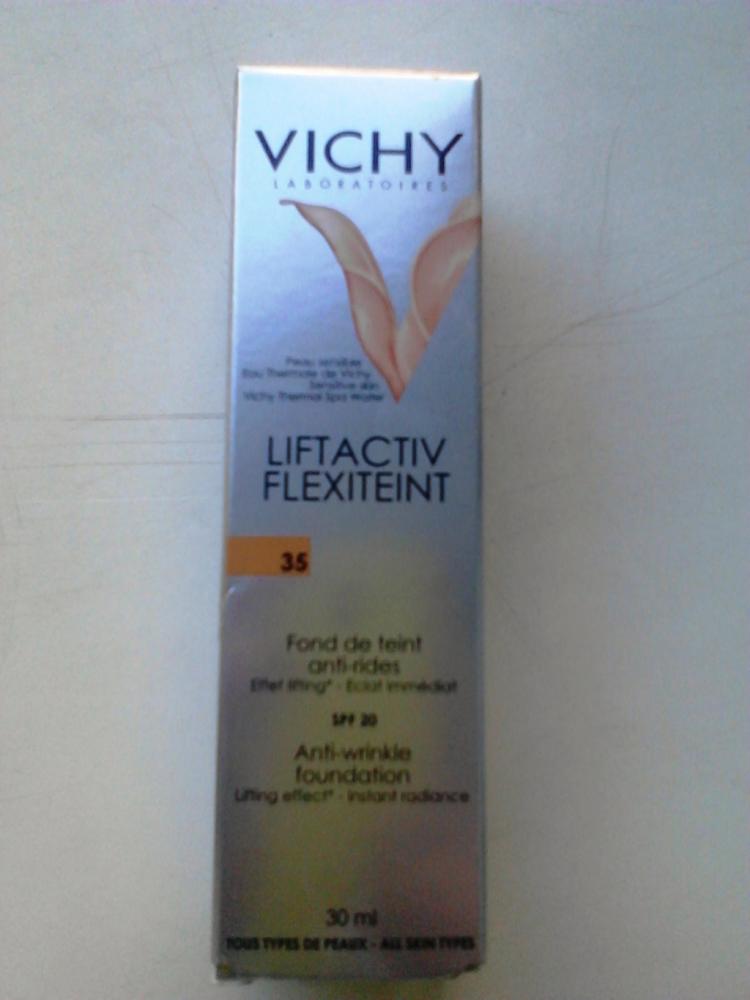 VICHY
LABORATOIRES
Peau sensible
Eau Thermale de Vichy
Sensitive skin
Vichy Thermal Spa Water
LIFTACTIV
FLEXITEINT
35
Fond de teint
anti-rides
Effet lifting* - Eclat immédiat
SPF 20
Anti-wrinkle
foundation
Lifting effect* - Instant radiance
30 ml
TOUS TYPES DE PEAUX - ALL SKIN TYPES